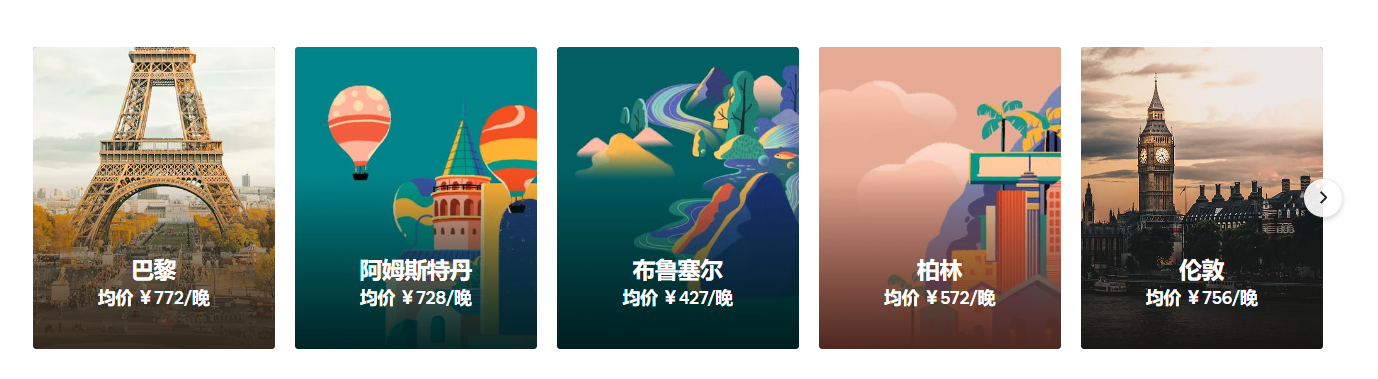 巴黎
均价 ￥772/晚
阿姆斯特丹
均价 ￥728/晚
布鲁塞尔
均价 ￥427/晚
柏林
均价 ￥572/晚
伦敦
均价 ￥756/晚